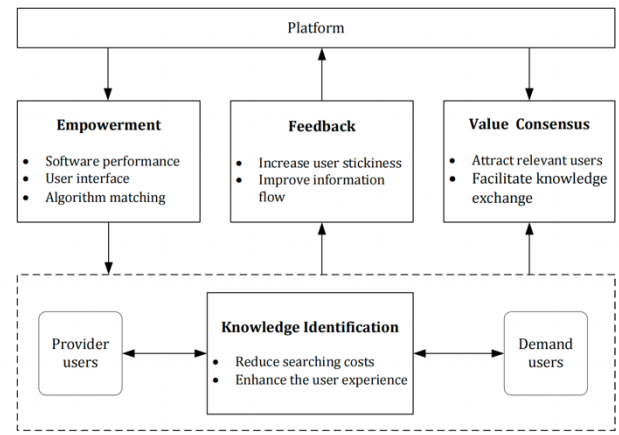 Platform
Empowerment
• Software performance
• User interface
• Algorithm matching
Feedback
• Increase user stickiness
• Improve information
flow
Value Consensus
• Attract relevant users
• Facilitate knowledge
exchange
Provider
users
Knowledge Identification
• Reduce searching costs
• Enhance the user experience
Demand
users